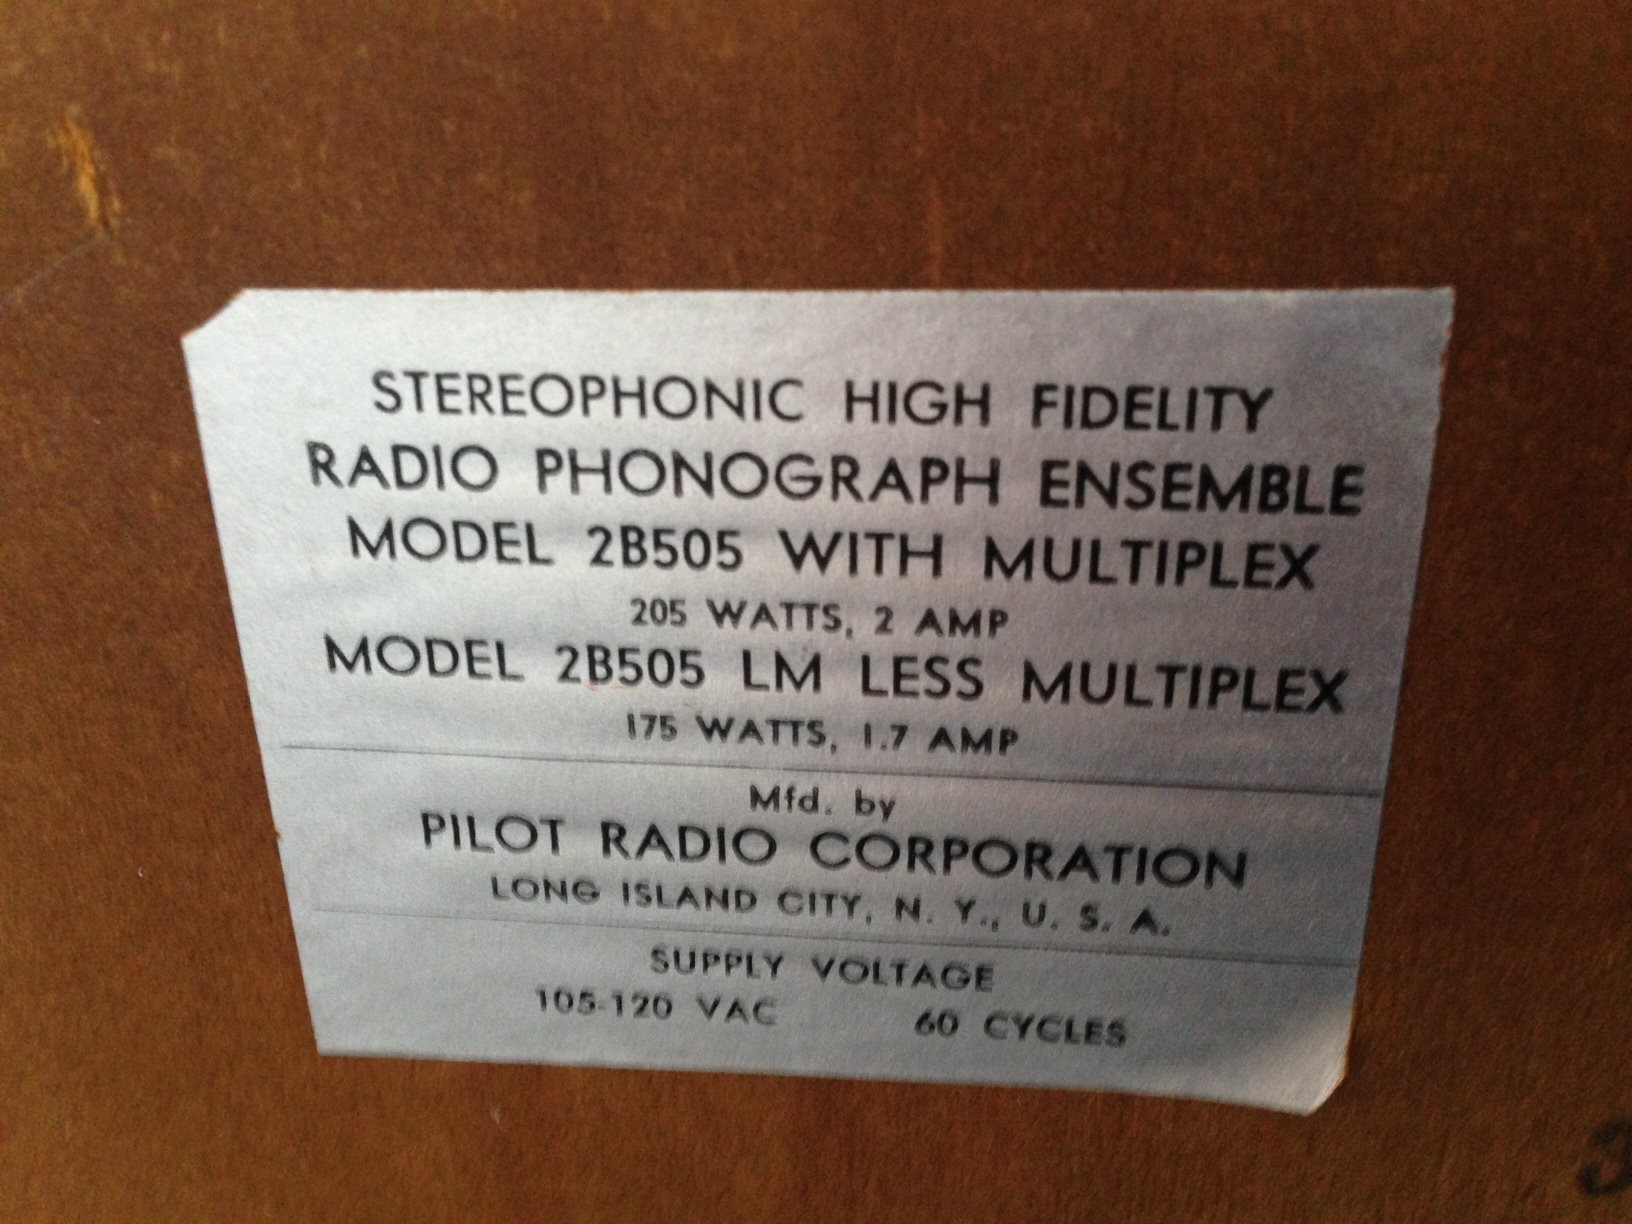 STEREOPHONIC HIGH FIDELITY
RADIO PHONOGRAPH ENSEMBLE
MODEL 2B505 WITH MULTIPLEX
205 WATTS, 2 AMP
MODEL 2B505 LM LESS MULTIPLEX
175 WATTS, 1.7 AMP
Mfd. by
PILOT RADIO CORPORATION
LONG ISLAND CITY, N. Y., U. S. A.
SUPPLY VOLTAGE
105-120 VAC 60 CYCLES